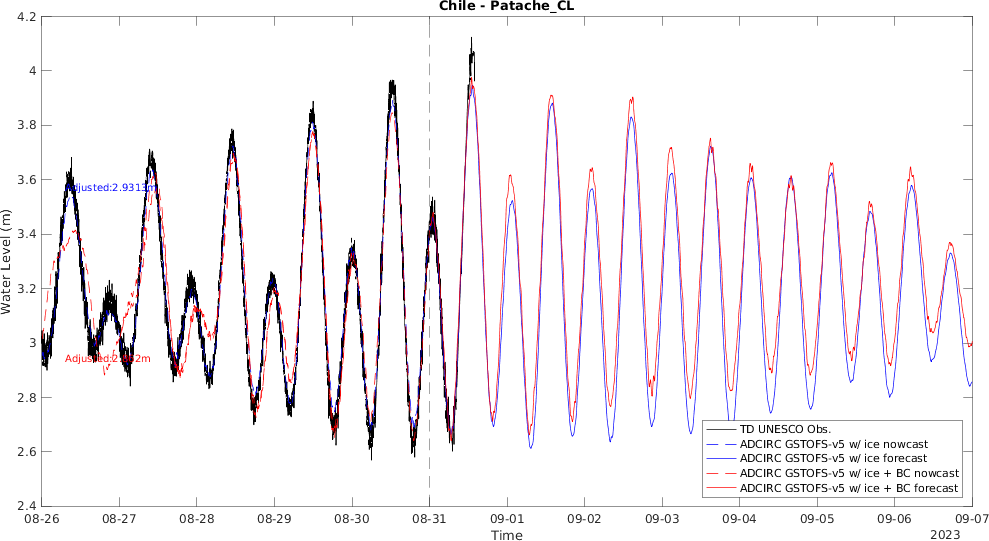 Chile - Patache_CL
4.2
4
3.8
3.6
3.4
3.2
3
2.8
2.6
2.4
Water Level (m)
Adjusted:2.9313m
TD UNESCO Obs.
ADCIRC GSTOFS-v5 w/ ice nowcast
ADCIRC GSTOFS-v5 w/ ice forecast
ADCIRC GSTOFS-v5 w/ ice + BC nowcast
ADCIRC GSTOFS-v5 w/ ice + BC forecast
08-26 08-27 08-28 08-29 08-30 08-31 09-01 09-02 09-03 09-04 09-05 09-06 09-07
Time
2023